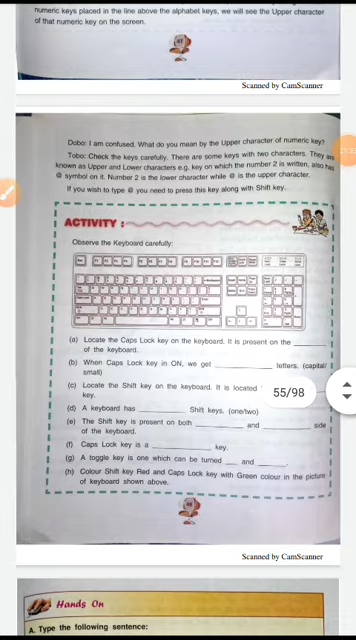 numeric keys placed in the line above the alphabet keys, we will see the Upper character
of that numeric key on the screen.
47
Scanned by CamScanner
Dobo: I am confused. What do you mean by the Upper character of numeric key?
Tobo: Check the keys carefully. There are some keys with two characters. They are
known as Upper and Lower characters e.g. key on which the number 2 is written, also has
@ symbol on it. Number 2 is the lower character while @ is the upper character.
If you wish to type @ you need to press this key along with Shift key.
ACTIVITY :
Observe the Keyboard carefully:
(a) Locate the Caps Lock key on the keyboard. It is present on the ________
of the keyboard.
(b) When Caps Lock key in ON, we get ________ letters. (capital/
small)
(c) Locate the Shift key on the keyboard. It is located
key.
55/98
(d) A keyboard has ________ Shift keys. (one/two)
(e) The Shift key is present on both ________ and ________ side
of the keyboard.
(f) Caps Lock key is a ________ key.
(g) A toggle key is one which can be turned ____ and ______.
(h) Colour Shift key Red and Caps Lock key with Green colour in the picture
of keyboard shown above.
48
Scanned by CamScanner
Hands On
A. Type the following sentence: